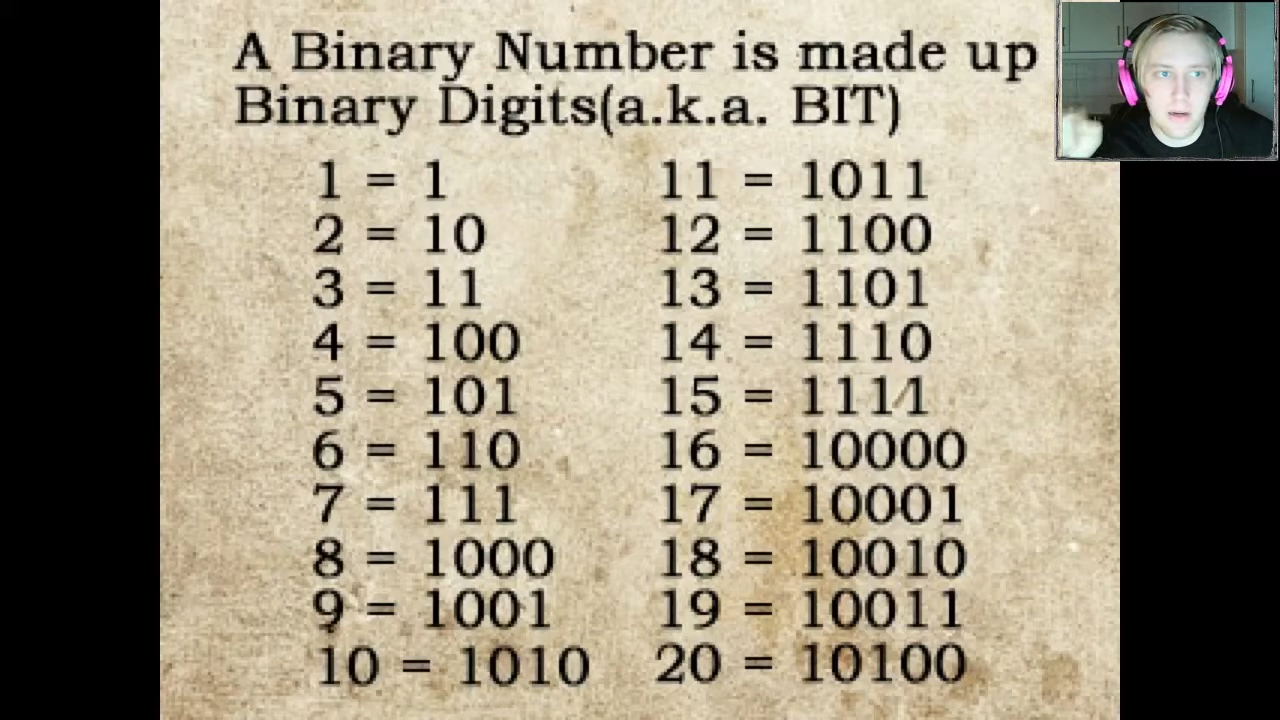 A Binary Number is made up
Binary Digits(a.k.a. BIT)
1 = 1
2 = 10
3 = 11
4 = 100
5 = 101
6 = 110
7 = 111
8 = 1000
9 = 1001
10 = 1010
11 = 1011
12 = 1100
13 = 1101
14 = 1110
15 = 1111
16 = 10000
17 = 10001
18 = 10010
19 = 10011
20 = 10100